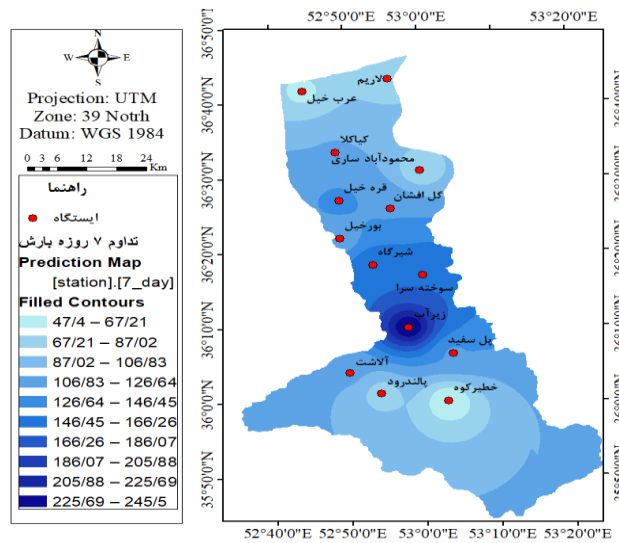 N
W E
S
Projection: UTM
Zone: 39 Notrh
Datum: WGS 1984
0 3 6 12 18 24
Km
راهنما
ایستگاه
تداوم ۷ روزه بارش
Prediction Map
[station].[7_day]
Filled Contours
47/4 – 67/21
67/21 – 87/02
87/02 – 106/83
106/83 – 126/64
126/64 – 146/45
146/45 – 166/26
166/26 – 186/07
186/07 – 205/88
205/88 – 225/69
225/69 – 245/5
52°50'0"E 53°0'0"E 53°20'0"E
36°50'0"N
36°40'0"N
36°30'0"N
36°20'0"N
36°10'0"N
36°0'0"N
35°50'0"N
لاریم
عرب خیل
کیاکلا
محمودآباد ساری
قره خیل
گل افشان
بورخیل
شیرگاه
سوخته سرا
زیرآب
پل سفید
آلاشت
پالندرود
خطیرکوه
52°40'0"E 52°50'0"E 53°0'0"E 53°10'0"E 53°20'0"E